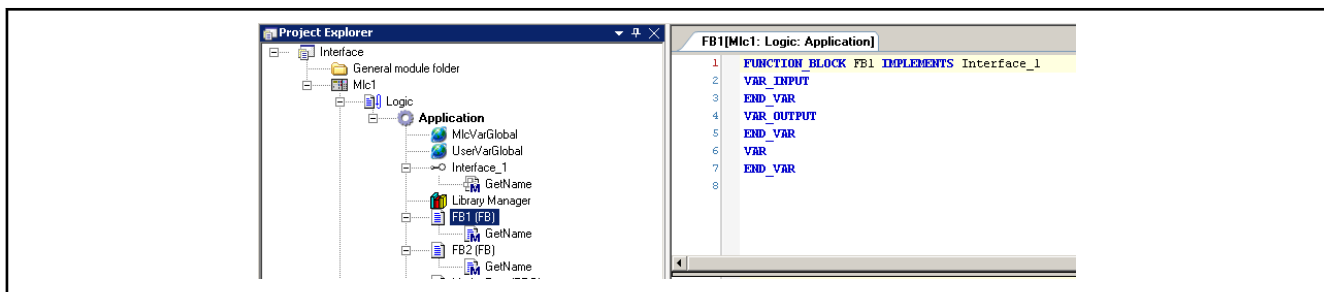 Project Explorer
Interface
General module folder
Mlc1
Logic
Application
MlcVarGlobal
UserVarGlobal
Interface_1
GetName
Library Manager
FB1 (FB)
GetName
FB2 (FB)
GetName
FB1[Mlc1: Logic: Application]
1 FUNCTION_BLOCK FB1 IMPLEMENTS Interface_1
2 VAR_INPUT
3 END_VAR
4 VAR_OUTPUT
5 END_VAR
6 VAR
7 END_VAR
8